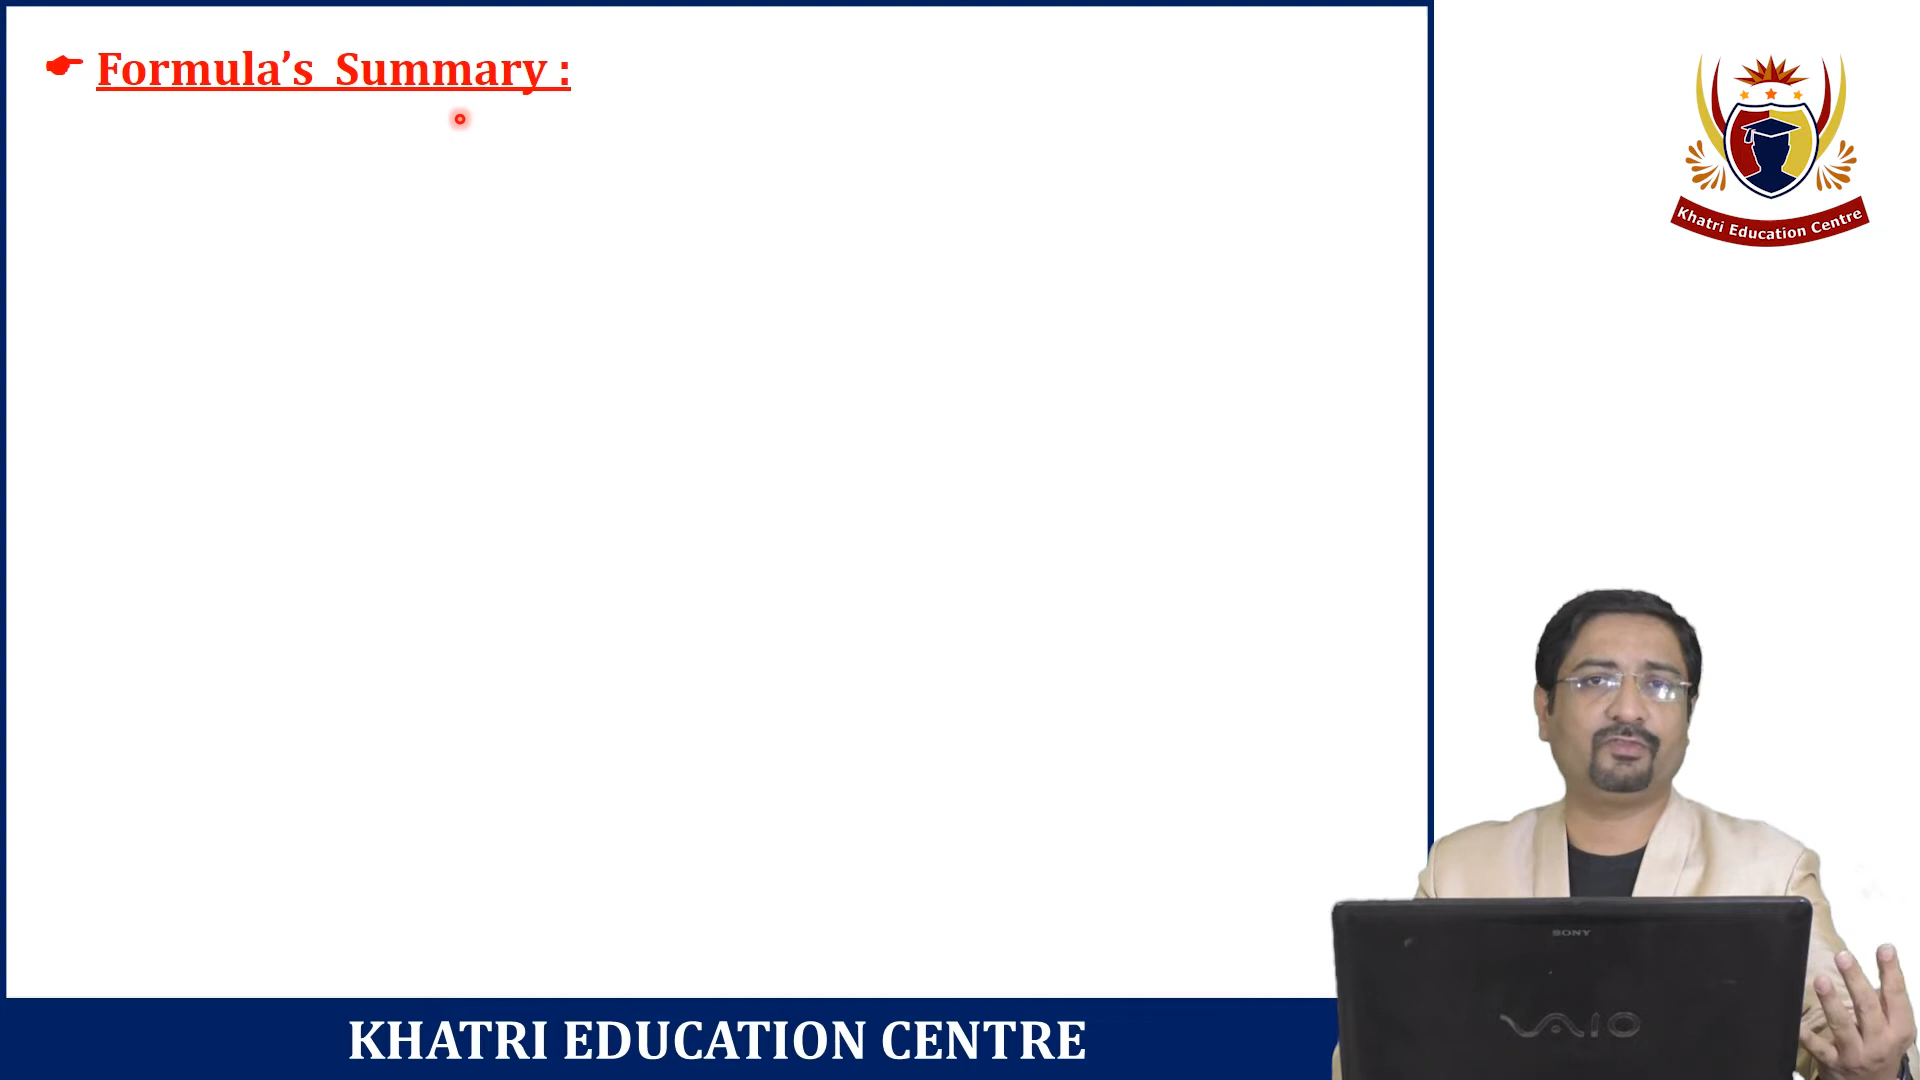 Formula’s Summary :
Khatri Education Centre
SONY
VAIO
KHATRI EDUCATION CENTRE